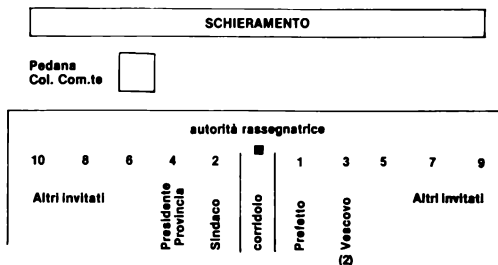 SCHIERAMENTO
Pedana
Col. Com.te
autorità rassegnatrice
10 8 6 4 2 1 3 5 7 9
Altri invitati
Presidente
Provincia
Sindaco
corridoio
Prefetto
Vescovo
(2)
Altri invitati